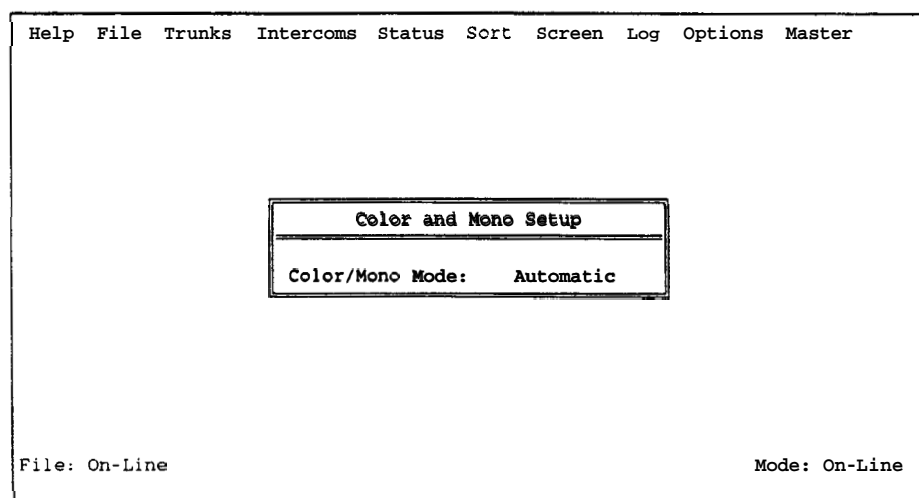 Help File Trunks Intercoms Status Sort Screen Log Options Master
Color and Mono Setup
Color/Mono Mode: Automatic
File: On-Line Mode: On-Line